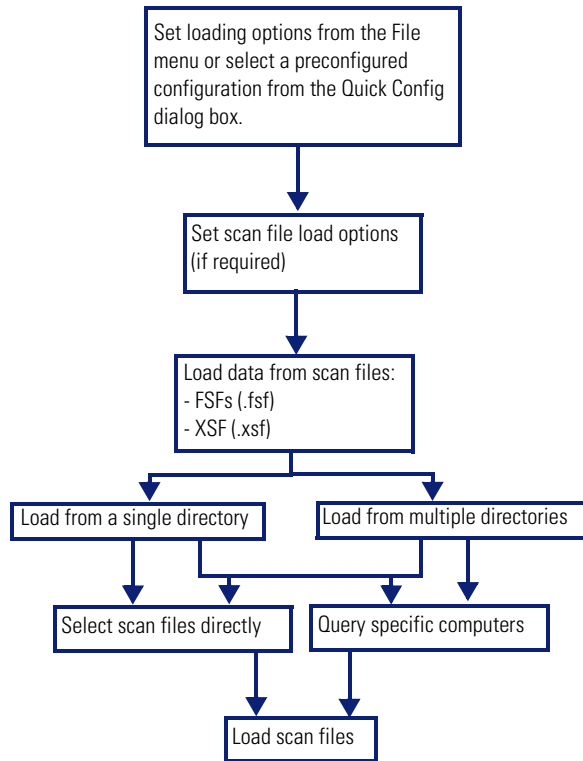 Set loading options from the File
menu or select a preconfigured
configuration from the Quick Config
dialog box.
Set scan file load options
(if required)
Load data from scan files:
- FSFs (.fsf)
- XSF (.xsf)
Load from a single directory
Load from multiple directories
Select scan files directly
Query specific computers
Load scan files